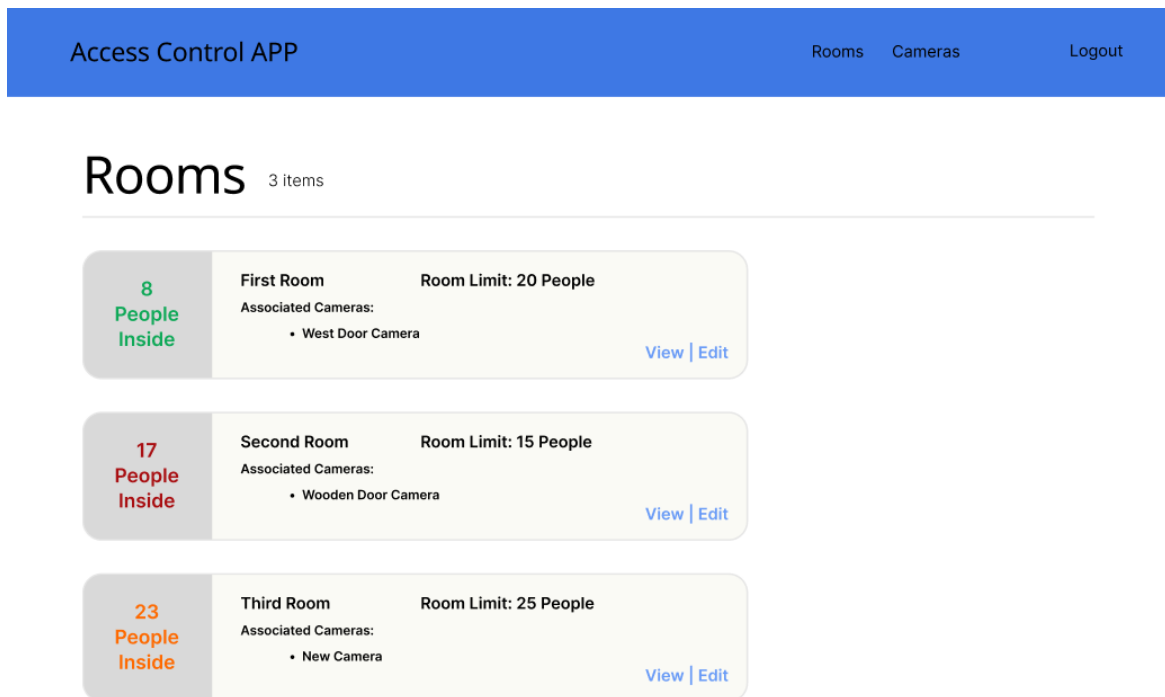 Access Control APP
Rooms Cameras Logout
Rooms 3 items
8
People
Inside
First Room Room Limit: 20 People
Associated Cameras:
• West Door Camera
View | Edit
17
People
Inside
Second Room Room Limit: 15 People
Associated Cameras:
• Wooden Door Camera
View | Edit
23
People
Inside
Third Room Room Limit: 25 People
Associated Cameras:
• New Camera
View | Edit